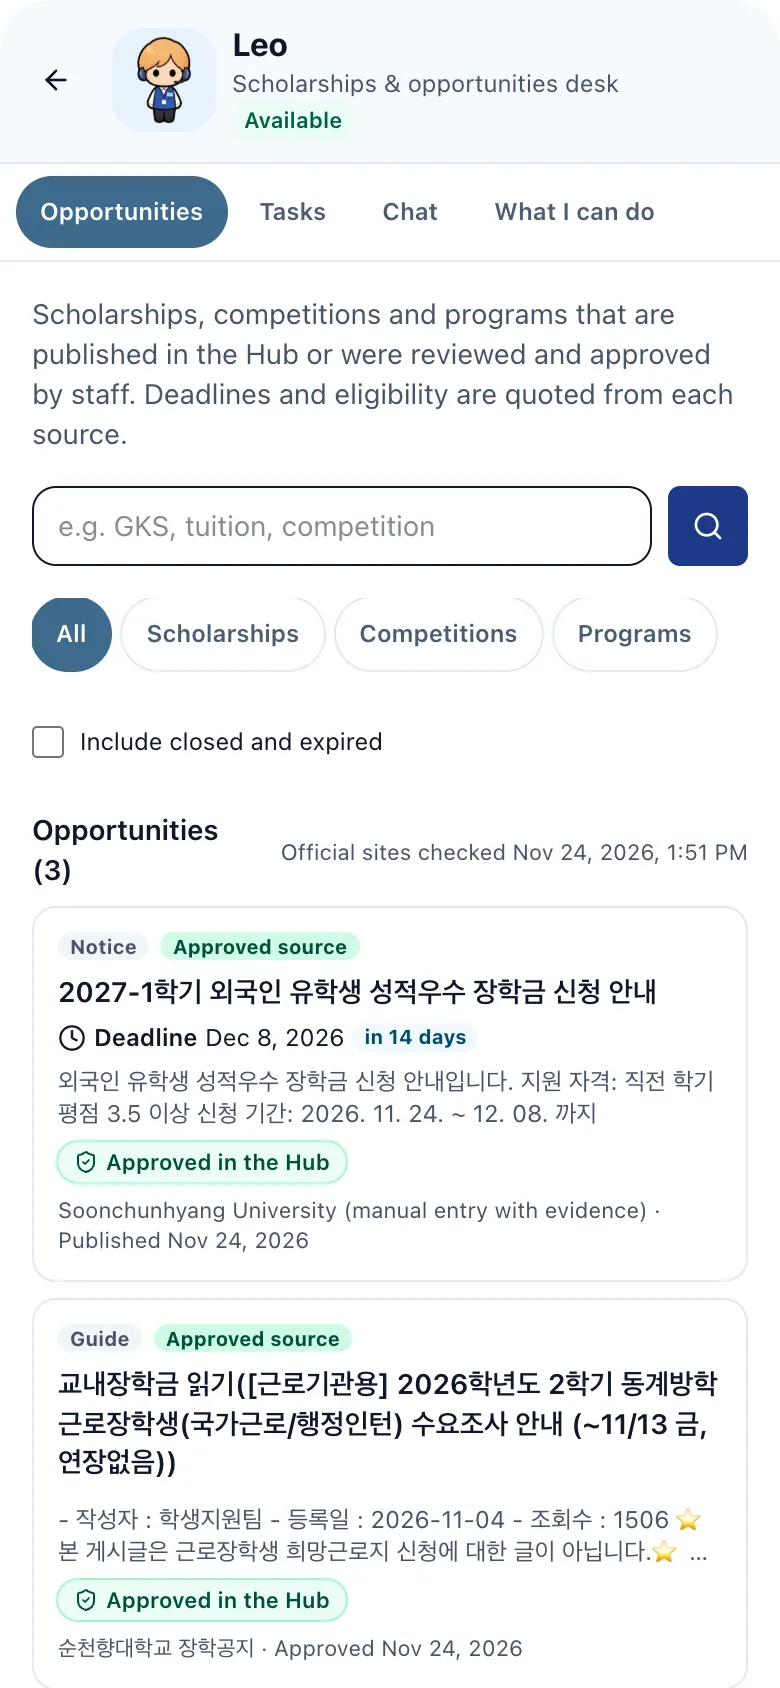 Leo
Scholarships & opportunities desk
Available
Opportunities
Tasks
Chat
What I can do
Scholarships, competitions and programs that are
published in the Hub or were reviewed and approved
by staff. Deadlines and eligibility are quoted from each
source.
e.g. GKS, tuition, competition
All
Scholarships
Competitions
Programs
Include closed and expired
Opportunities
(3)
Official sites checked Nov 24, 2026, 1:51 PM
Notice
Approved source
2027-1학기 외국인 유학생 성적우수 장학금 신청 안내
Deadline Dec 8, 2026 in 14 days
외국인 유학생 성적우수 장학금 신청 안내입니다. 지원 자격: 직전 학기
평점 3.5 이상 신청 기간: 2026. 11. 24. ~ 12. 08. 까지
Approved in the Hub
Soonchunhyang University (manual entry with evidence) ·
Published Nov 24, 2026
Guide
Approved source
교내장학금 읽기([근로기관용] 2026학년도 2학기 동계방학
근로장학생(국가근로/행정인턴) 수요조사 안내 (~11/13 금,
연장없음))
- 작성자 : 학생지원팀 - 등록일 : 2026-11-04 - 조회수 : 1506 ⭐
본 게시글은 근로장학생 희망근로지 신청에 대한 글이 아닙니다.⭐ ...
Approved in the Hub
순천향대학교 장학공지 · Approved Nov 24, 2026